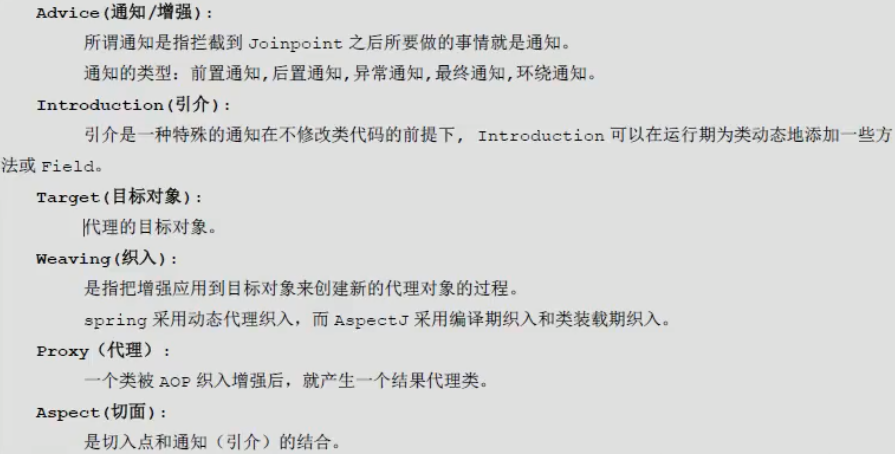 Advice(通知/增强):
所谓通知是指拦截到 Joinpoint 之后所要做的事情就是通知。
通知的类型：前置通知,后置通知,异常通知,最终通知,环绕通知。
Introduction(引介):
引介是一种特殊的通知在不修改类代码的前提下, Introduction 可以在运行期为类动态地添加一些方
法或 Field。
Target(目标对象):
代理的目标对象。
Weaving(织入):
是指把增强应用到目标对象来创建新的代理对象的过程。
spring 采用动态代理织入，而 AspectJ 采用编译期织入和类装载期织入。
Proxy（代理）:
一个类被 AOP 织入增强后，就产生一个结果代理类。
Aspect(切面):
是切入点和通知（引介）的结合。